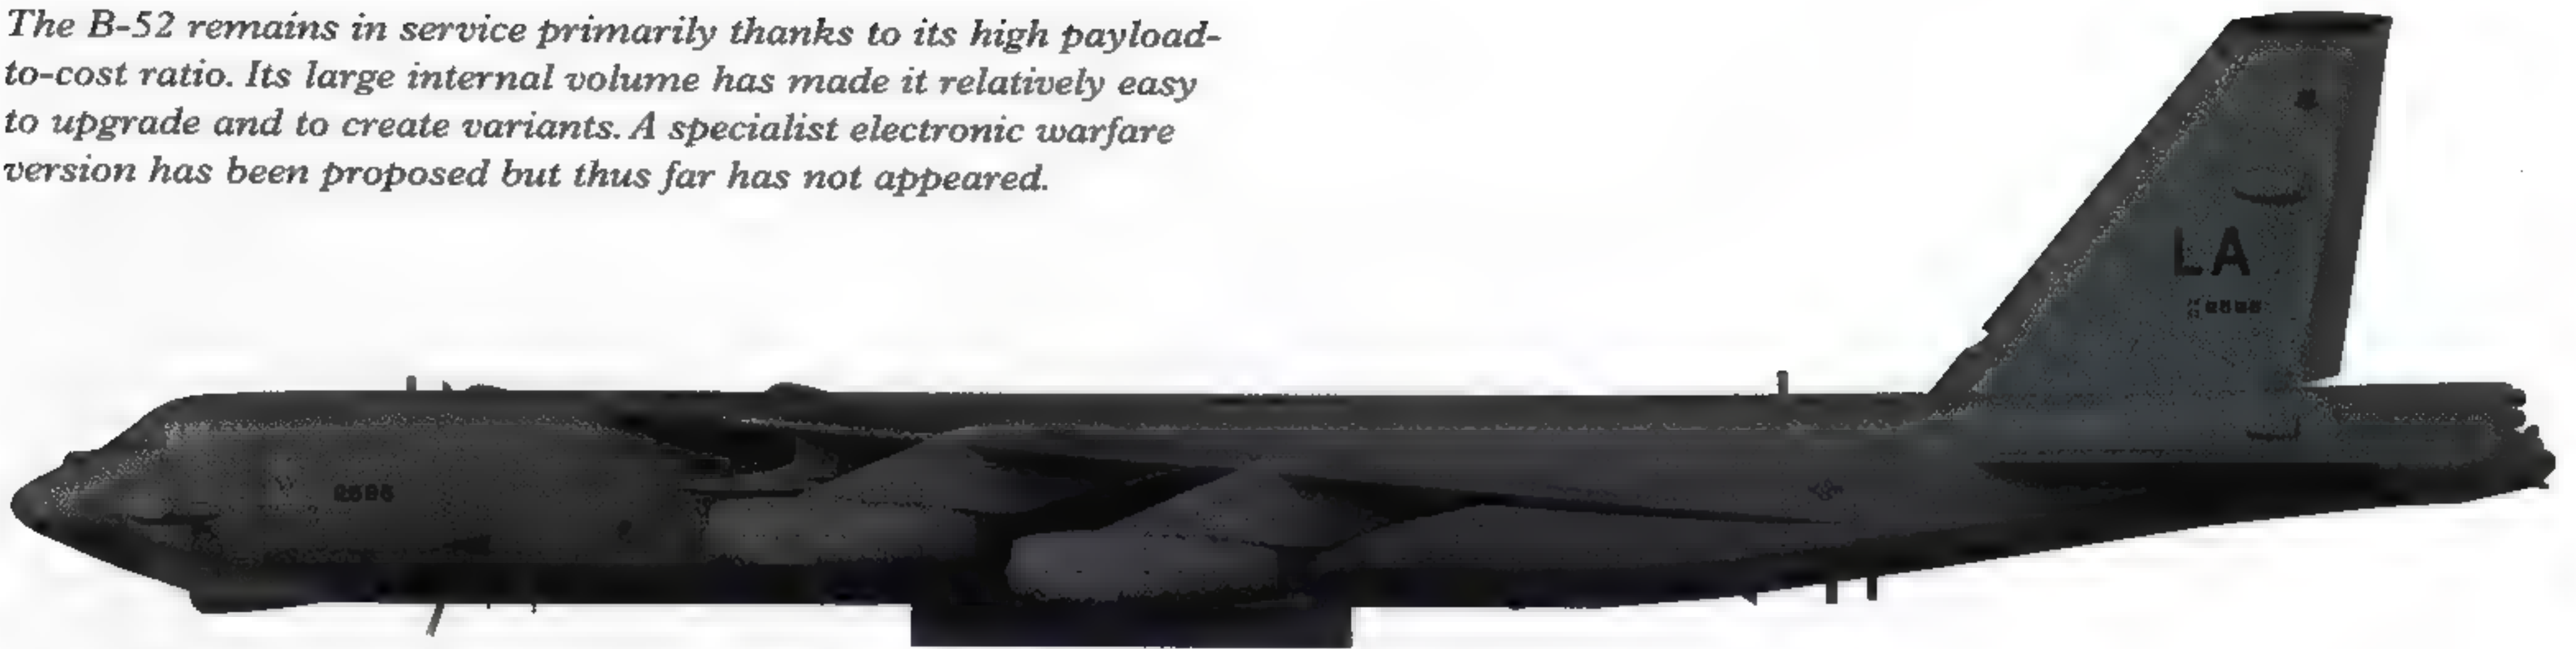 The B-52 remains in service primarily thanks to its high payload-
to-cost ratio. Its large internal volume has made it relatively easy
to upgrade and to create variants. A specialist electronic warfare
version has been proposed but thus far has not appeared.
LA